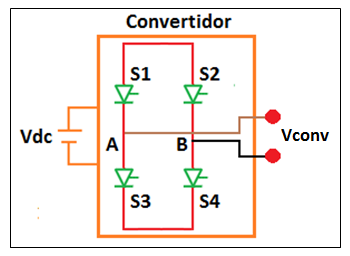 Convertidor
S1 S2
Vdc A B Vconv
S3 S4